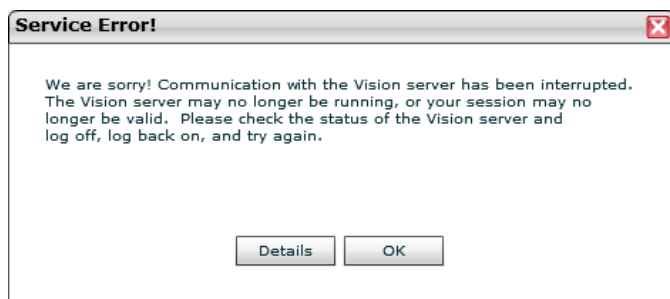 Service Error!
We are sorry! Communication with the Vision server has been interrupted.
The Vision server may no longer be running, or your session may no
longer be valid.  Please check the status of the Vision server and
log off, log back on, and try again.
Details
OK